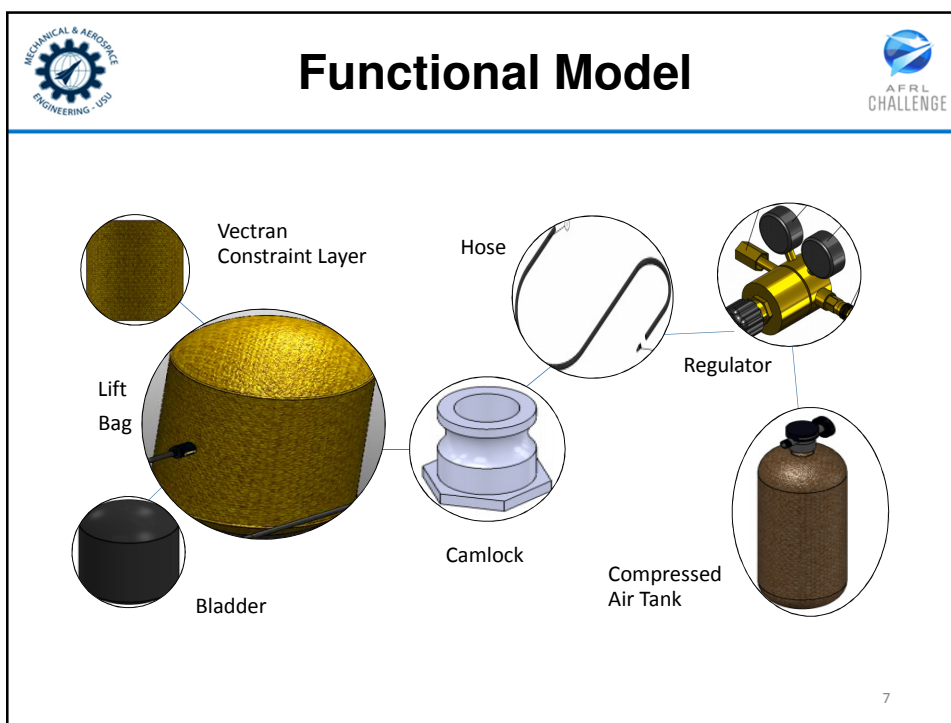 MECHANICAL & AEROSPACE
ENGINEERING - USU
Functional Model
AFRL
CHALLENGE
Vectran
Constraint Layer
Hose
Lift
Bag
Regulator
Camlock
Compressed
Air Tank
Bladder
7